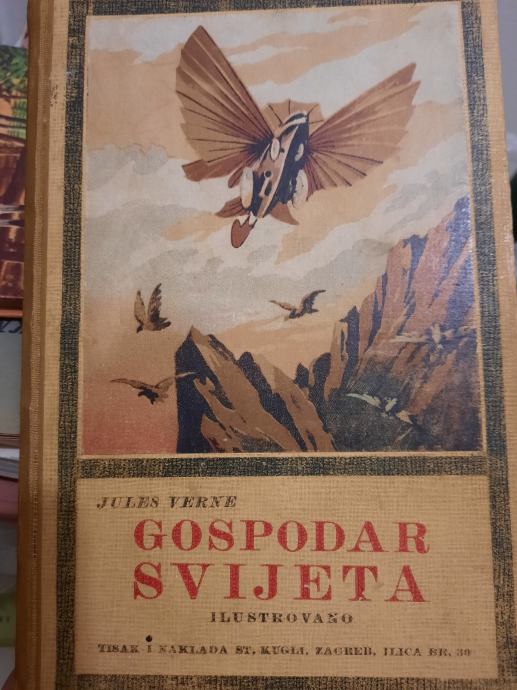 JULES VERNE
GOSPODAR
SVIJETA
ILUSTROVANO
TISAK I NAKLADA ST. KUGLI, ZAGREB, ILICA BR. 30